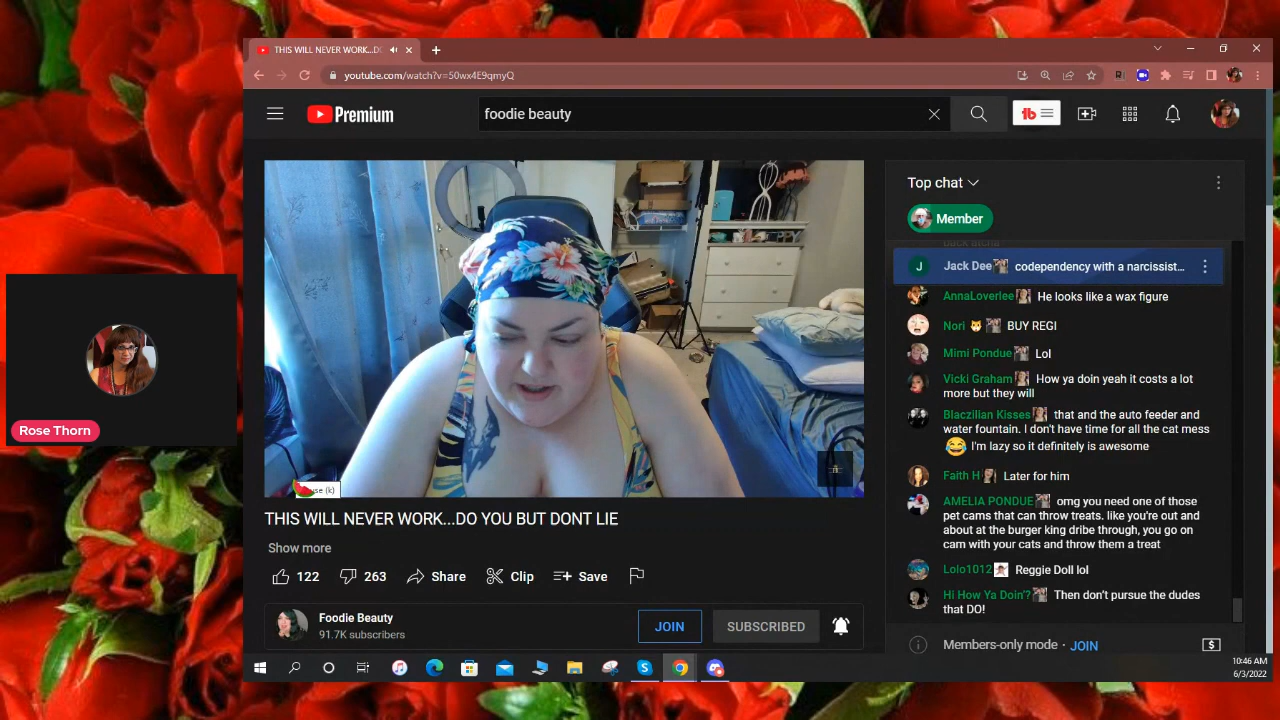 THIS WILL NEVER WORK...DO
youtube.com/watch?v=50wx4E9qmyQ
Premium
foodie beauty
Top chat
Member
Jack Dee codependency with a narcissist...
AnnaLoverlee He looks like a wax figure
Nori BUY REGI
Mimi Pondue Lol
Vicki Graham How ya doin yeah it costs a lot
more but they will
Blaczilian Kisses that and the auto feeder and
water fountain. I don't have time for all the cat mess
I'm lazy so it definitely is awesome
Faith H Later for him
AMELIA PONDUE omg you need one of those
pet cams that can throw treats. like you're out and
about at the burger king dribe through, you go on
cam with your cats and throw them a treat
Lolo1012 Reggie Doll lol
Hi How Ya Doin'? Then don't pursue the dudes
that DO!
Members-only mode · JOIN
Rose Thorn
(k)
THIS WILL NEVER WORK...DO YOU BUT DONT LIE
Show more
122 263 Share Clip Save
Foodie Beauty
91.7K subscribers
JOIN SUBSCRIBED
10:46 AM
6/3/2022